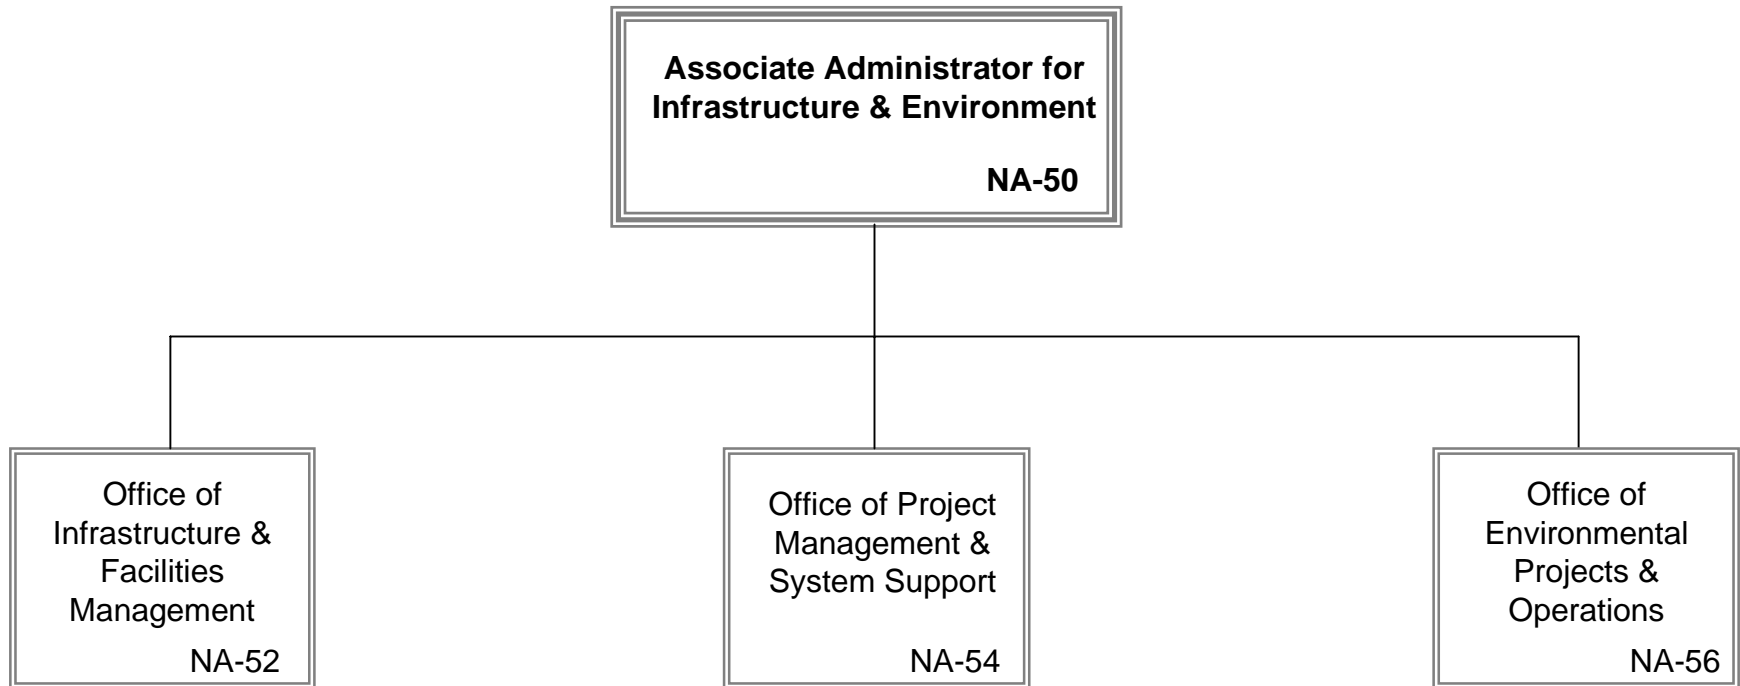 Associate Administrator for
Infrastructure & Environment
NA-50
Office of
Infrastructure &
Facilities
Management
NA-52
Office of Project
Management &
System Support
NA-54
Office of
Environmental
Projects &
Operations
NA-56